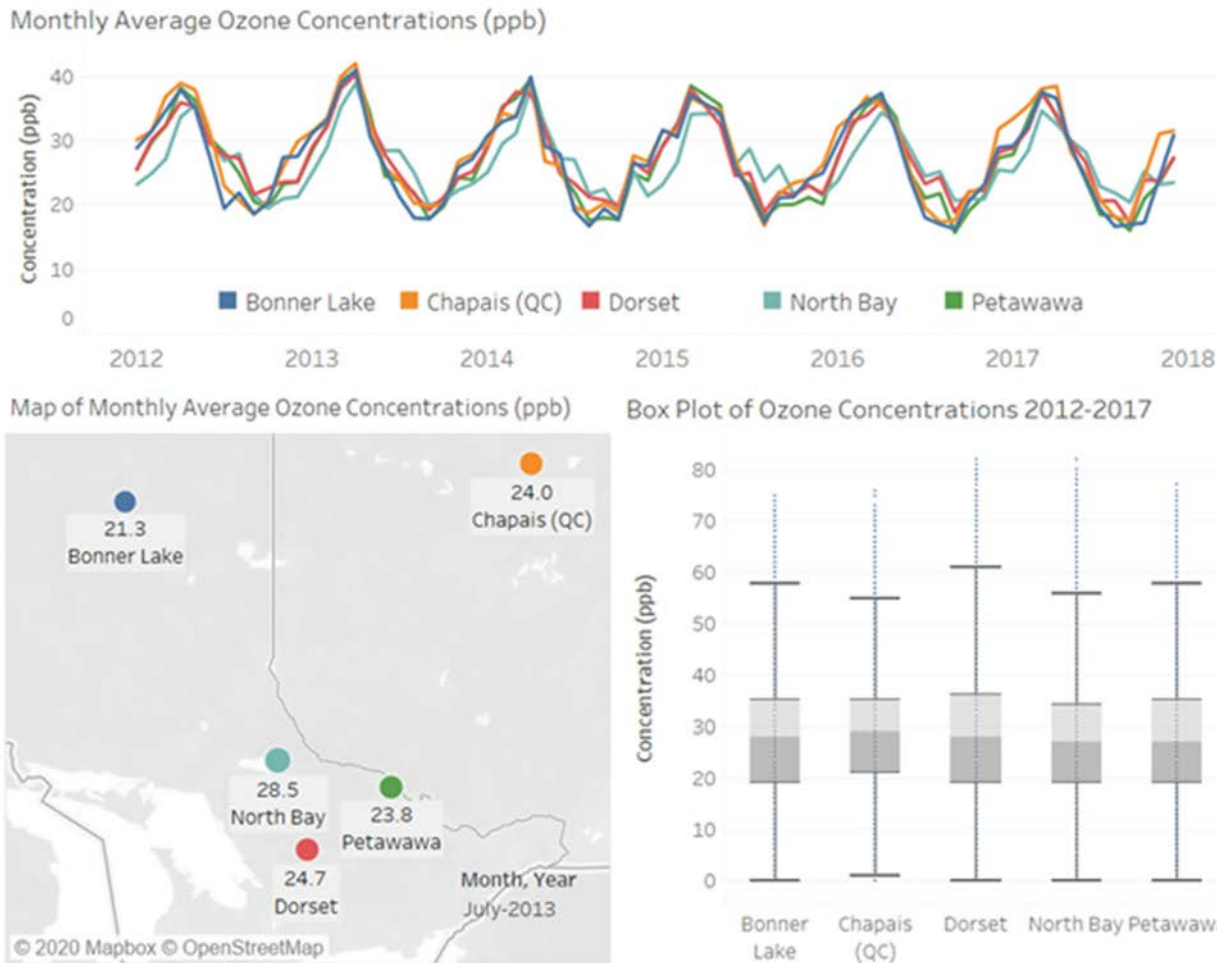 Monthly Average Ozone Concentrations (ppb)
Concentration (ppb)
40
30
20
10
0
Bonner Lake Chapais (QC) Dorset North Bay Petawawa
2012 2013 2014 2015 2016 2017 2018
Map of Monthly Average Ozone Concentrations (ppb)
24.0
Chapais (QC)
21.3
Bonner Lake
28.5
North Bay
23.8
Petawawa
24.7
Dorset
Month, Year
July-2013
© 2020 Mapbox © OpenStreetMap
Box Plot of Ozone Concentrations 2012-2017
Concentration (ppb)
80
70
60
50
40
30
20
10
0
Bonner Chapais Dorset North Bay Petawawa
Lake (QC)